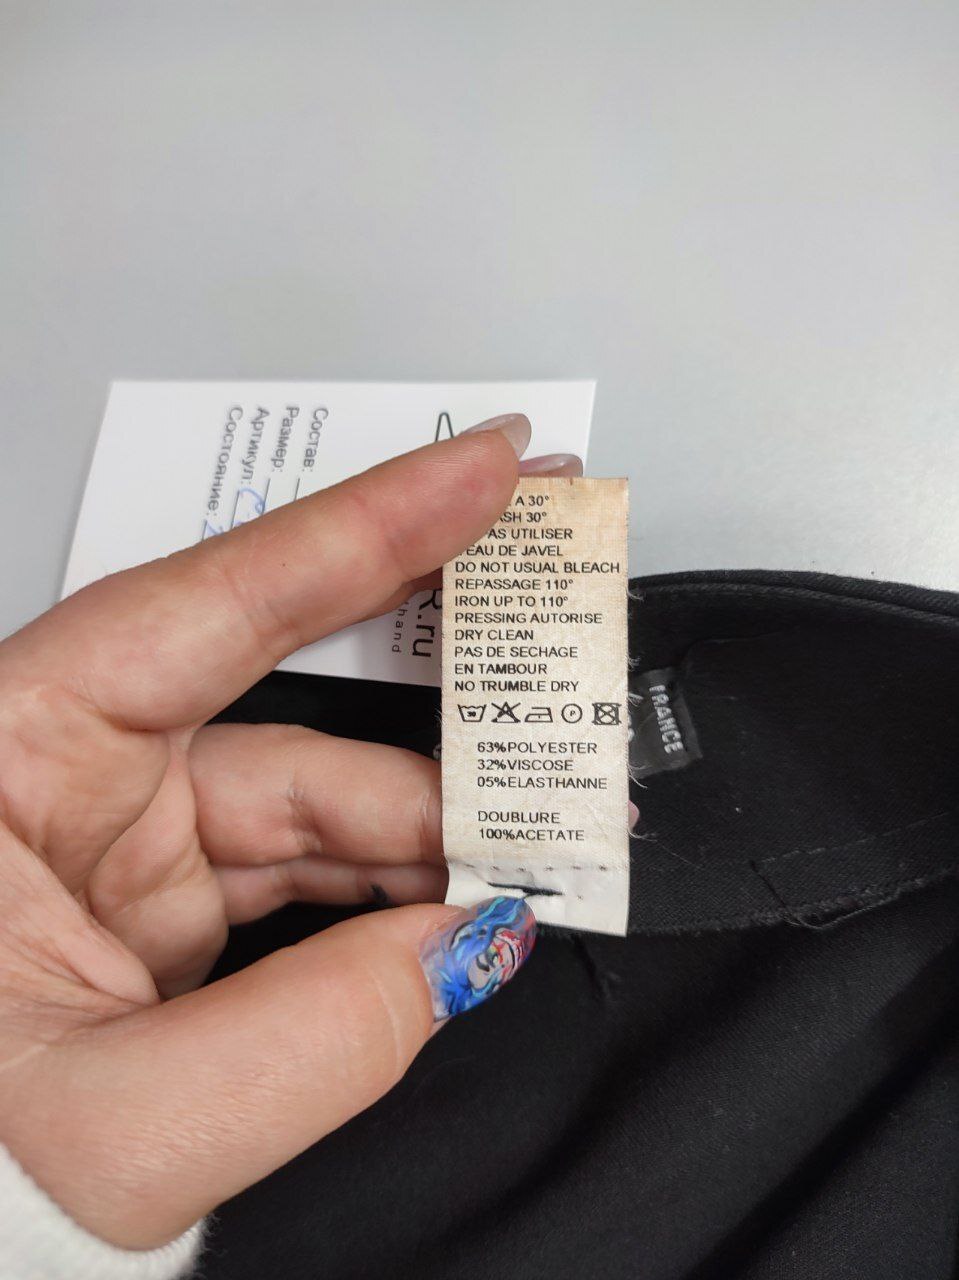 A 30°
ASH 30°
PAS UTILISER
L'EAU DE JAVEL
DO NOT USUAL BLEACH
REPASSAGE 110°
IRON UP TO 110°
PRESSING AUTORISE
DRY CLEAN
PAS DE SECHAGE
EN TAMBOUR
NO TRUMBLE DRY
P
63%POLYESTER
32%VISCOSE
05%ELASTHANNE
DOUBLURE
100%ACETATE
FRANCE
Состав:
Размер:
Артикул:
Состояние:
R.ru
hand